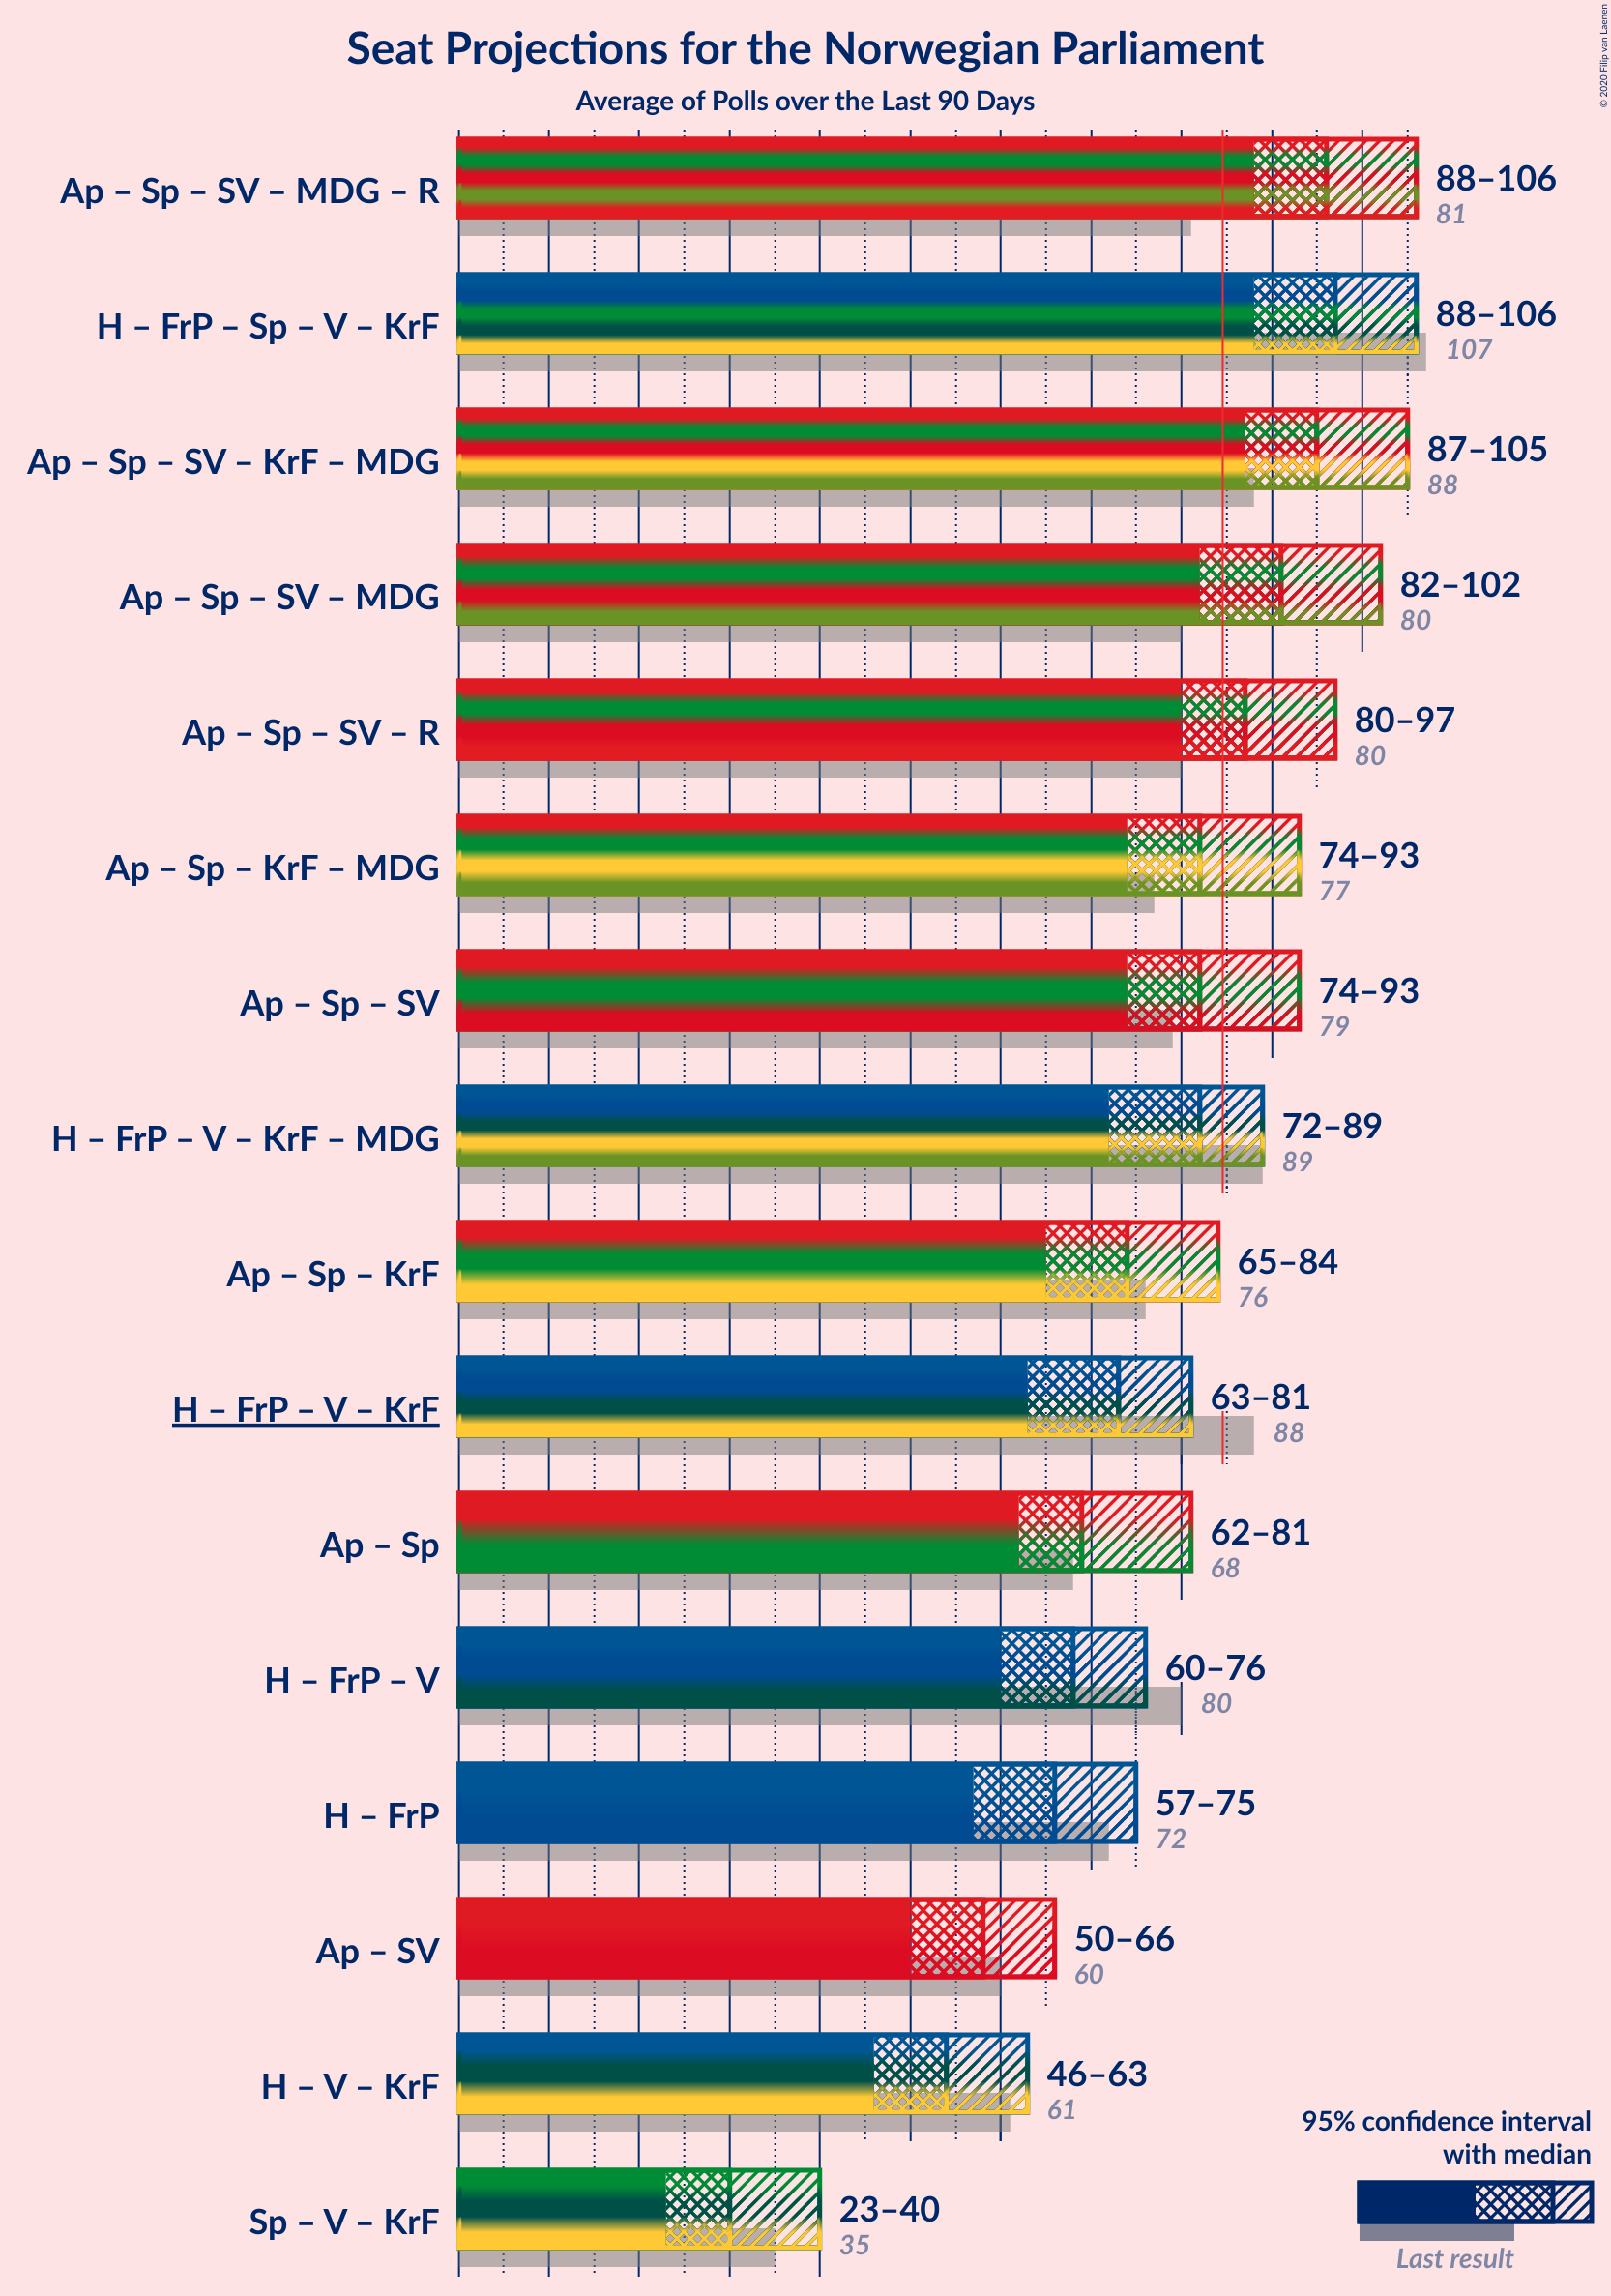 Seat Projections for the Norwegian Parliament
Average of Polls over the Last 90 Days
© 2020 Filip van Laenen
Ap – Sp – SV – MDG – R
88–106
81
H – FrP – Sp – V – KrF
88–106
107
Ap – Sp – SV – KrF – MDG
87–105
88
Ap – Sp – SV – MDG
82–102
80
Ap – Sp – SV – R
80–97
80
Ap – Sp – KrF – MDG
74–93
77
Ap – Sp – SV
74–93
79
H – FrP – V – KrF – MDG
72–89
89
Ap – Sp – KrF
65–84
76
H – FrP – V – KrF
63–81
88
Ap – Sp
62–81
68
H – FrP – V
60–76
80
H – FrP
57–75
72
Ap – SV
50–66
60
H – V – KrF
46–63
61
Sp – V – KrF
23–40
35
95% confidence interval
with median
Last result